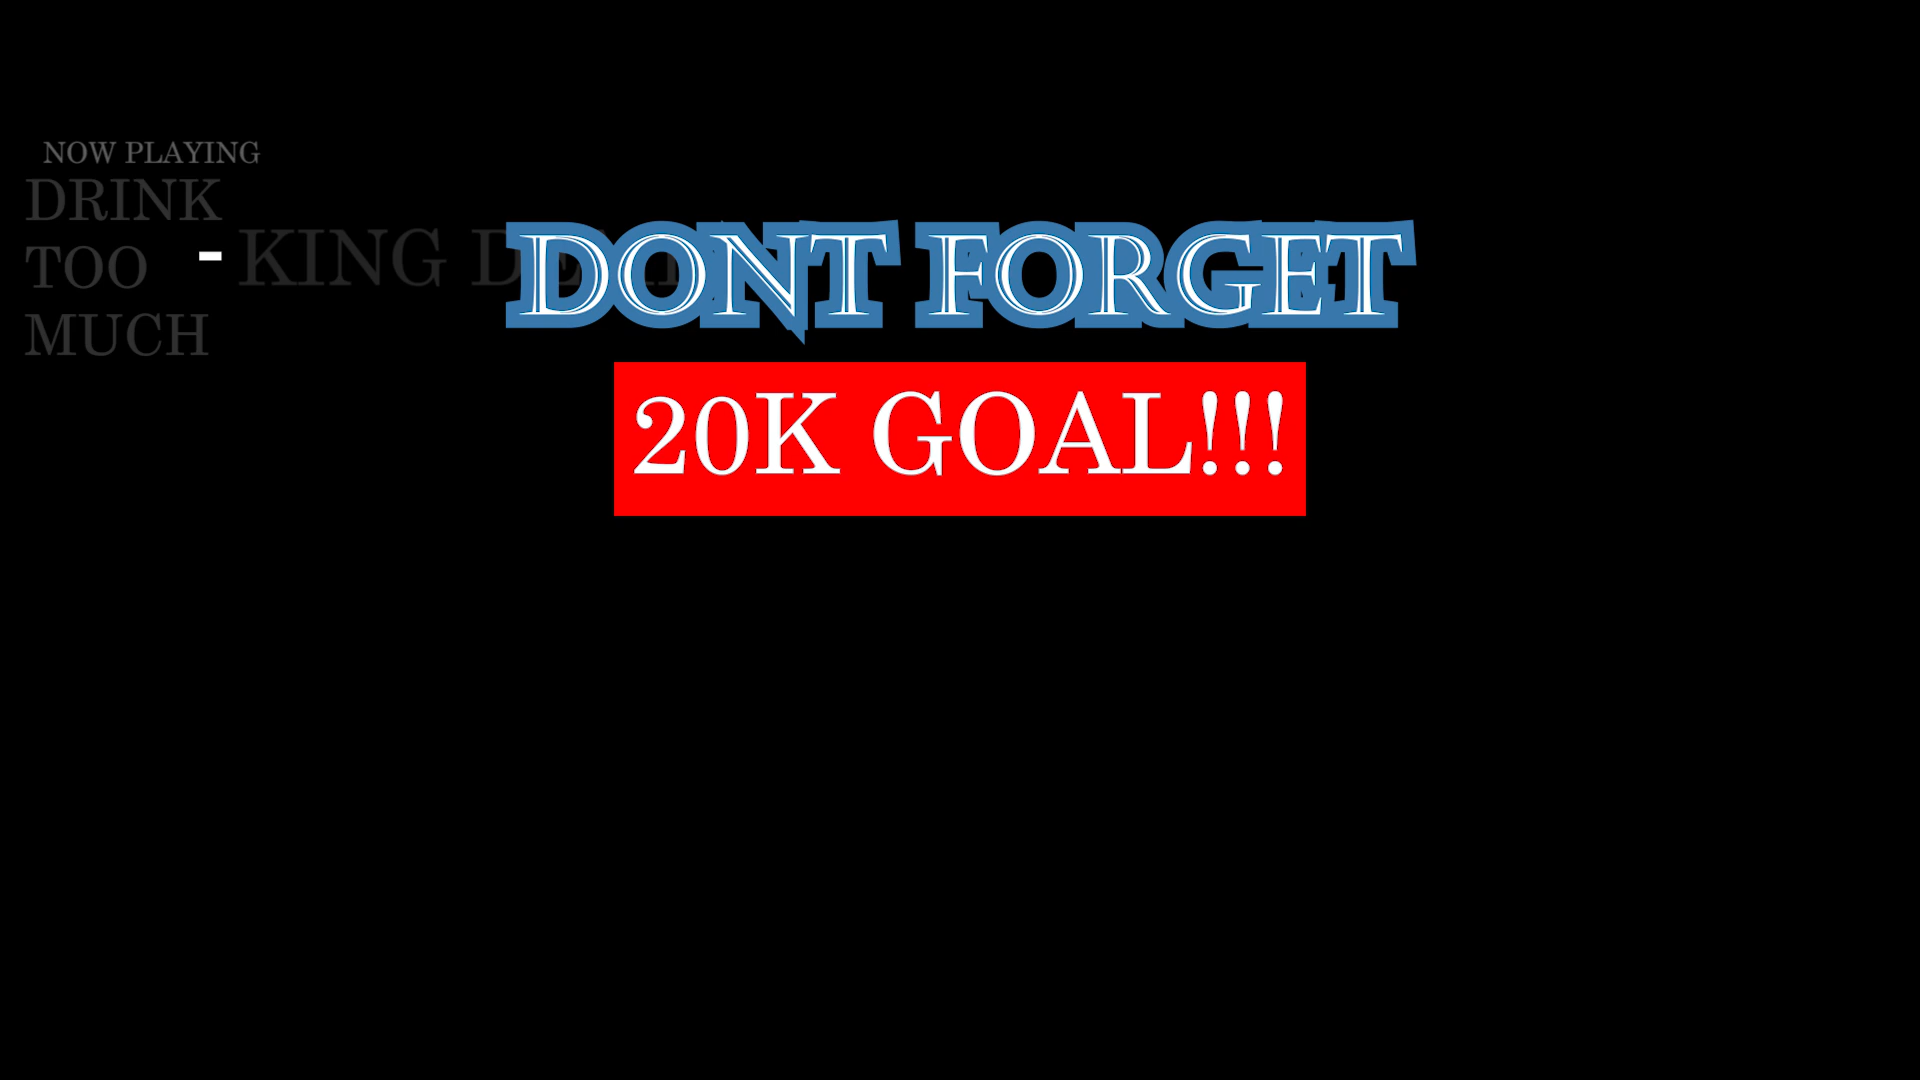 NOW PLAYING
DRINK
TOO
MUCH
- KING
DONT FORGET
20K GOAL!!!